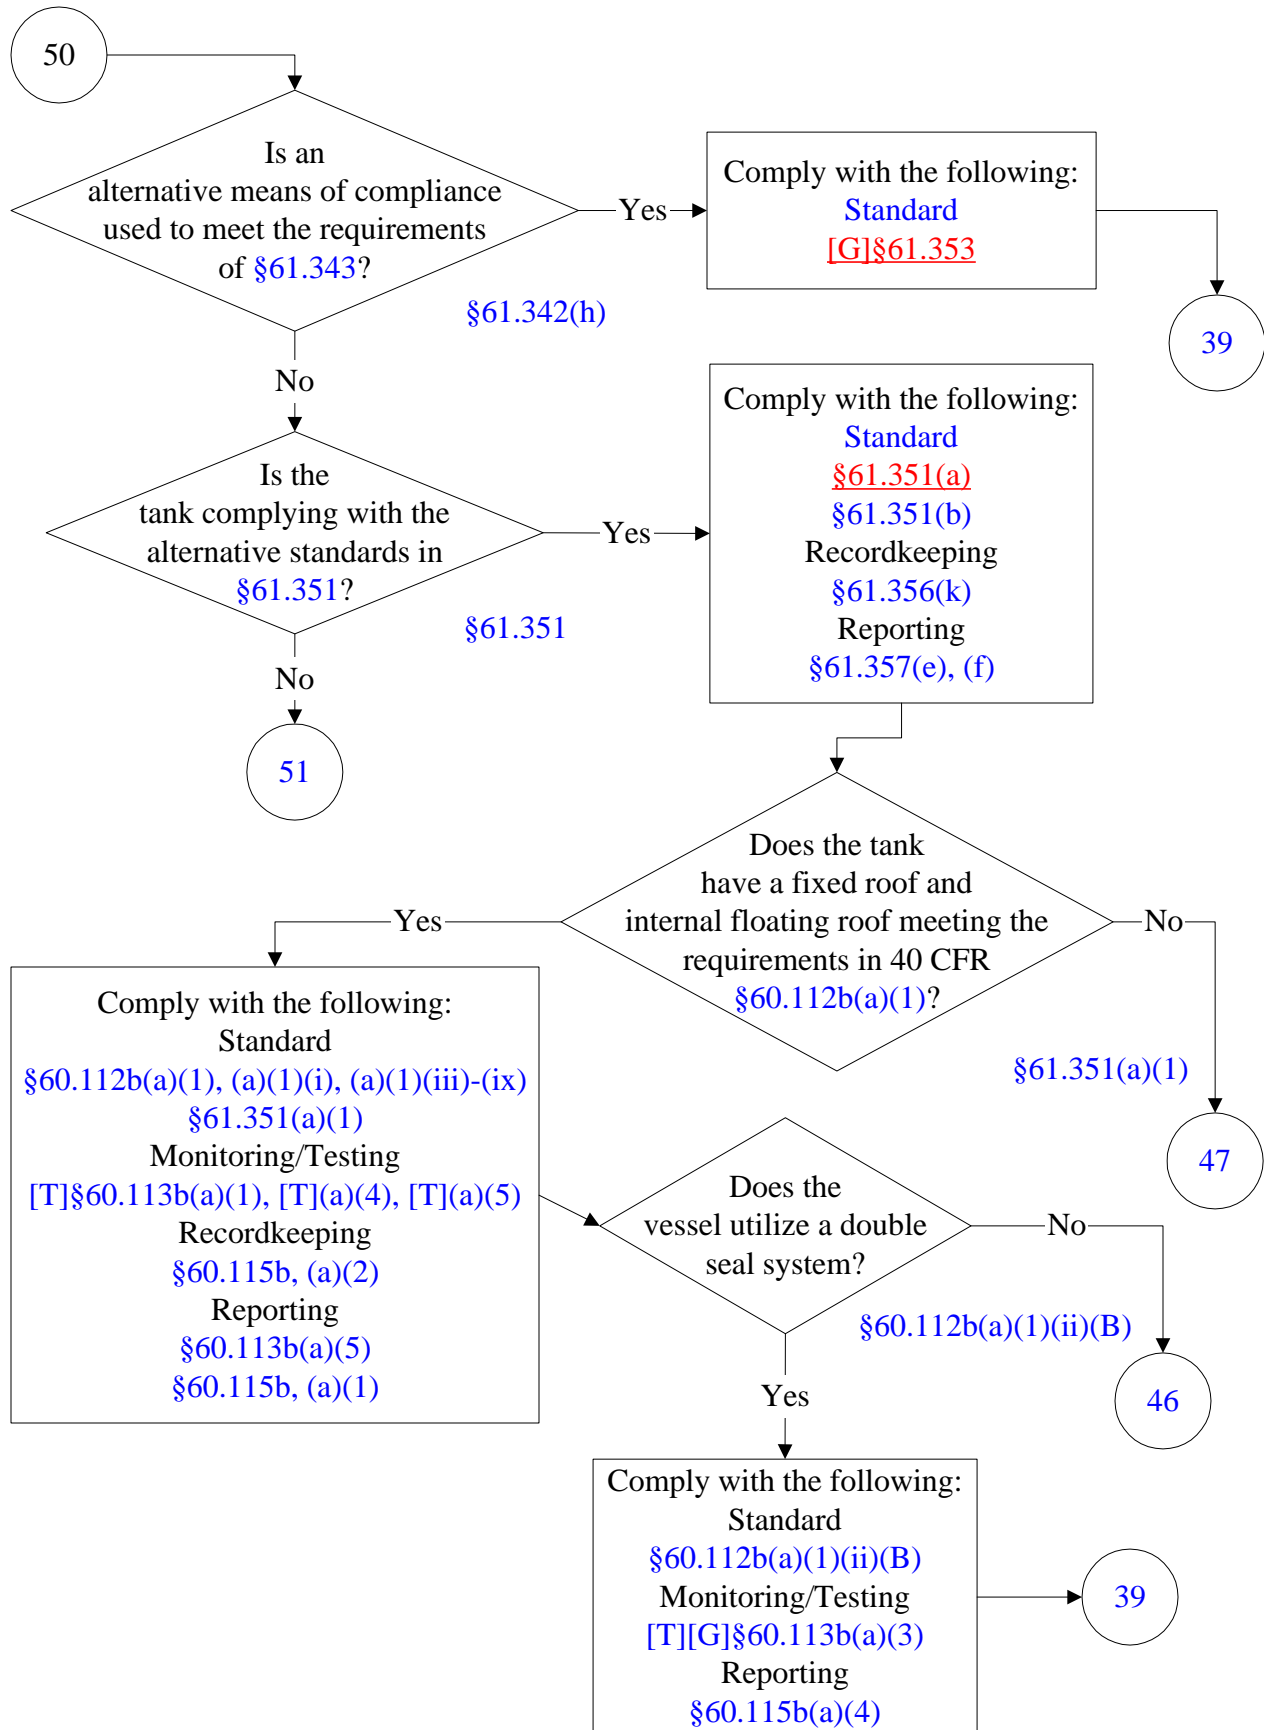 50
Is an
alternative means of compliance
used to meet the requirements
of §61.343?
Yes
Comply with the following:
Standard
[G]§61.353
§61.342(h)
39
No
Is the
tank complying with the
alternative standards in
§61.351?
Yes
Comply with the following:
Standard
§61.351(a)
§61.351(b)
Recordkeeping
§61.356(k)
Reporting
§61.357(e), (f)
§61.351
No
51
Does the tank
have a fixed roof and
internal floating roof meeting the
requirements in 40 CFR
§60.112b(a)(1)?
Yes
No
§61.351(a)(1)
47
Comply with the following:
Standard
§60.112b(a)(1), (a)(1)(i), (a)(1)(iii)-(ix)
§61.351(a)(1)
Monitoring/Testing
[T]§60.113b(a)(1), [T](a)(4), [T](a)(5)
Recordkeeping
§60.115b, (a)(2)
Reporting
§60.113b(a)(5)
§60.115b, (a)(1)
Does the
vessel utilize a double
seal system?
No
§60.112b(a)(1)(ii)(B)
46
Yes
Comply with the following:
Standard
§60.112b(a)(1)(ii)(B)
Monitoring/Testing
[T][G]§60.113b(a)(3)
Reporting
§60.115b(a)(4)
39